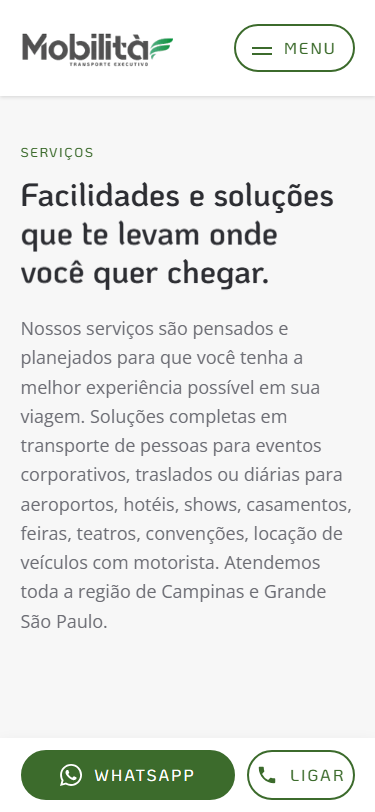 Mobilità
TRANSPORTE EXECUTIVO
MENU
SERVIÇOS
Facilidades e soluções
que te levam onde
você quer chegar.
Nossos serviços são pensados e
planejados para que você tenha a
melhor experiência possível em sua
viagem. Soluções completas em
transporte de pessoas para eventos
corporativos, traslados ou diárias para
aeroportos, hotéis, shows, casamentos,
feiras, teatros, convenções, locação de
veículos com motorista. Atendemos
toda a região de Campinas e Grande
São Paulo.
WHATSAPP
LIGAR